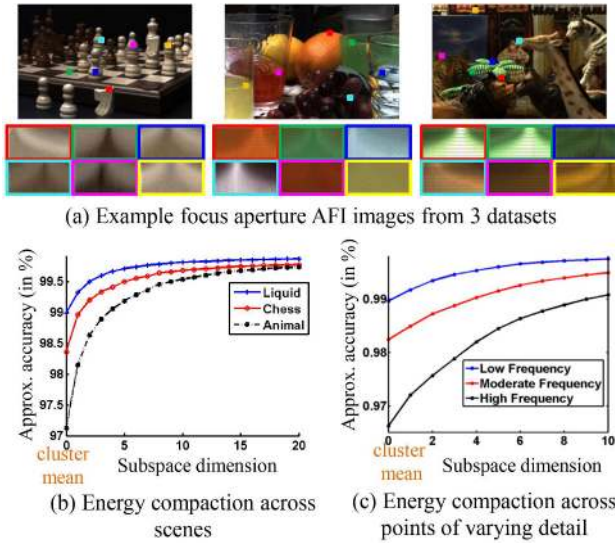 (a) Example focus aperture AFI images from 3 datasets
Approx. accuracy (in %)
99.5
99
98.5
98
97.5
97
0
5
10
15
20
Liquid
Chess
Animal
cluster
mean
Subspace dimension
(b) Energy compaction across
scenes
Approx. accuracy (in %)
0.99
0.98
0.97
0
2
4
6
8
10
Low Frequency
Moderate Frequency
High Frequency
cluster
mean
Subspace dimension
(c) Energy compaction across
points of varying detail